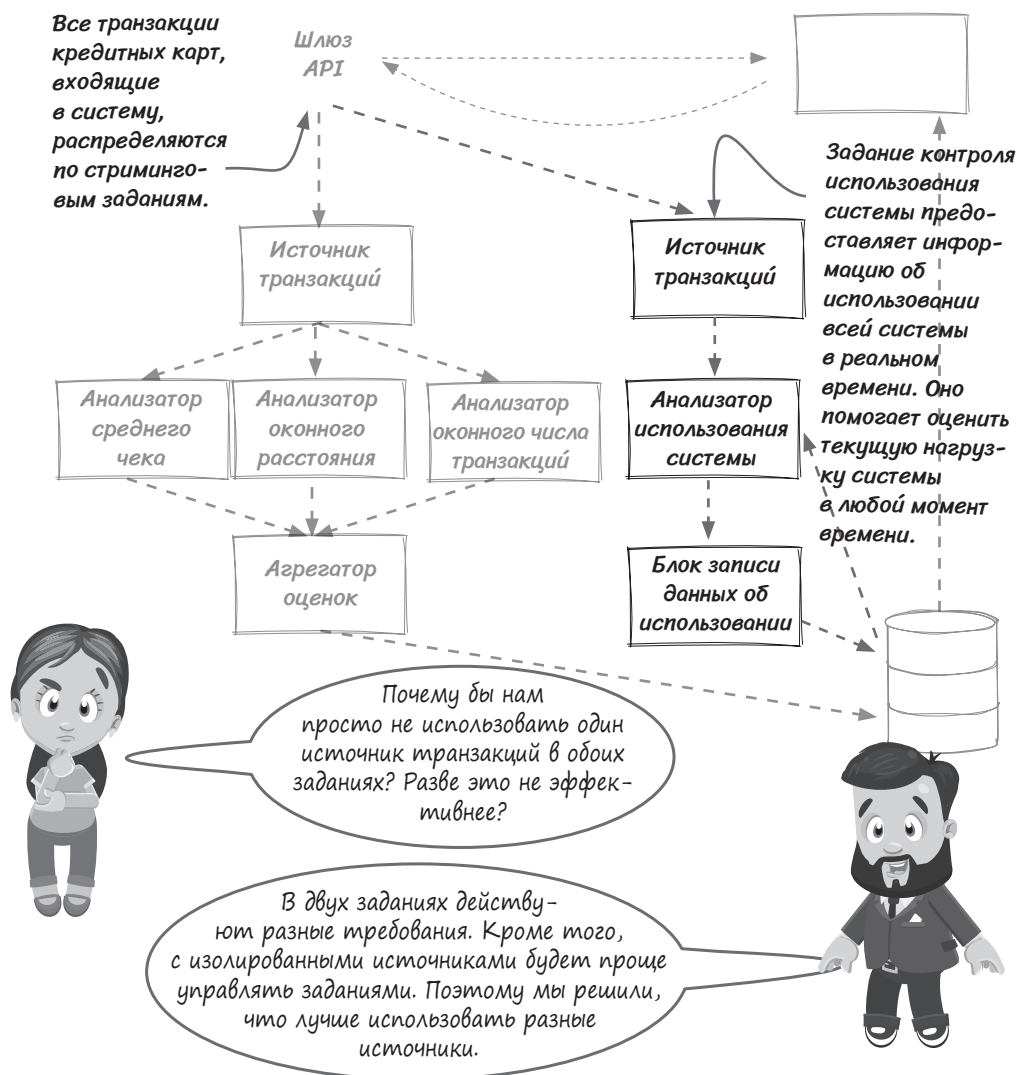 Все транзакции
кредитных карт,
входящие
в систему,
распределяются
по стриминго-
вым заданиям.
Шлюз
API
Задание контроля
использования
системы предо-
ставляет инфор-
мацию об
использовании
всей системы
в реальном
времени. Оно
помогает оценить
текущую нагруз-
ку системы
в любой момент
времени.
Источник
транзакций
Источник
транзакций
Анализатор
среднего
чека
Анализатор
оконного
расстояния
Анализатор
оконного числа
транзакций
Анализатор
использования
системы
Агрегатор
оценок
Блок записи
данных об
использовании
Почему бы нам
просто не использовать один
источник транзакций в обоих
заданиях? Разве это не эффек-
тивнее?
В двух заданиях действу-
ют разные требования. Кроме того,
с изолированными источниками будет проще
управлять заданиями. Поэтому мы решили,
что лучше использовать разные
источники.